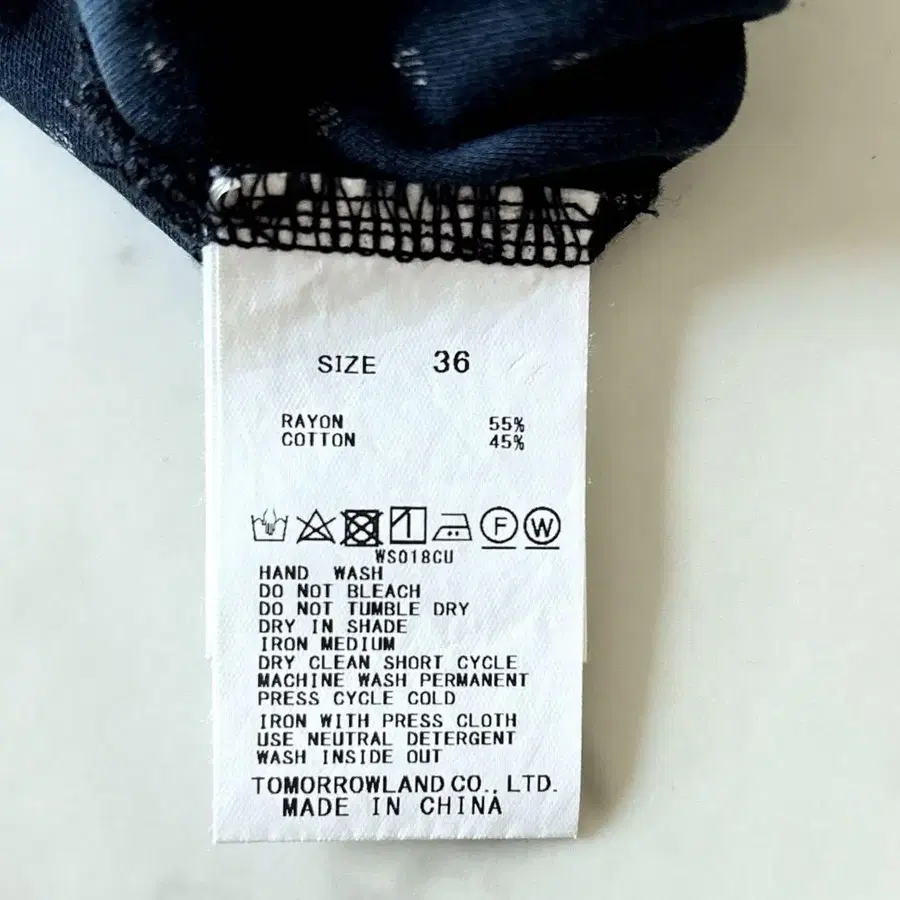 SIZE 36
RAYON 55%
COTTON 45%
F W
WS018CU
HAND WASH
DO NOT BLEACH
DO NOT TUMBLE DRY
DRY IN SHADE
IRON MEDIUM
DRY CLEAN SHORT CYCLE
MACHINE WASH PERMANENT
PRESS CYCLE COLD
IRON WITH PRESS CLOTH
USE NEUTRAL DETERGENT
WASH INSIDE OUT
TOMORROWLAND CO., LTD.
MADE IN CHINA